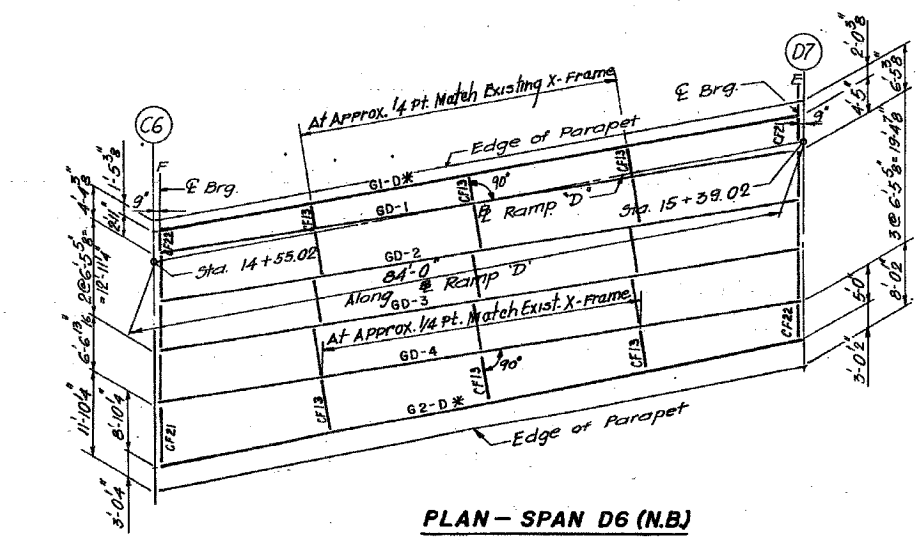 D7
C6
2'-0 3/8"
6'-5 5/8"
1'-3"
4'-5"
3 @ 6'-5 5/8" = 19'-4 7/8"
8'-0 1/2"
5'-0"
3'-0 1/2"
E
℄ Brg.
9"
CF21
At Approx. 1/4 pt. Match Existing X-Frame
Edge of Parapet
F
℄ Brg.
9"
1'-5 3/8"
4'-4 3/8"
2'-11"
2 @ 6'-5 5/8" = 12'-11 1/4"
6'-6 13/16"
11'-10 1/4"
8'-10 1/4"
3'-0 1/4"
G1-D*
CF13
CF13
CF13
90°
GD-1
℄ Ramp "D"
Sta. 15 + 39.02
CF22
Sta. 14 + 55.02
GD-2
84'-0"
Along ℄ Ramp 'D'
GD-3
At Approx. 1/4 Pt. Match Exist. X-Frame
CF22
GD-4
CF13
CF13
CF13
90°
G2-D*
CF21
Edge of Parapet
PLAN – SPAN D6 (N.B.)